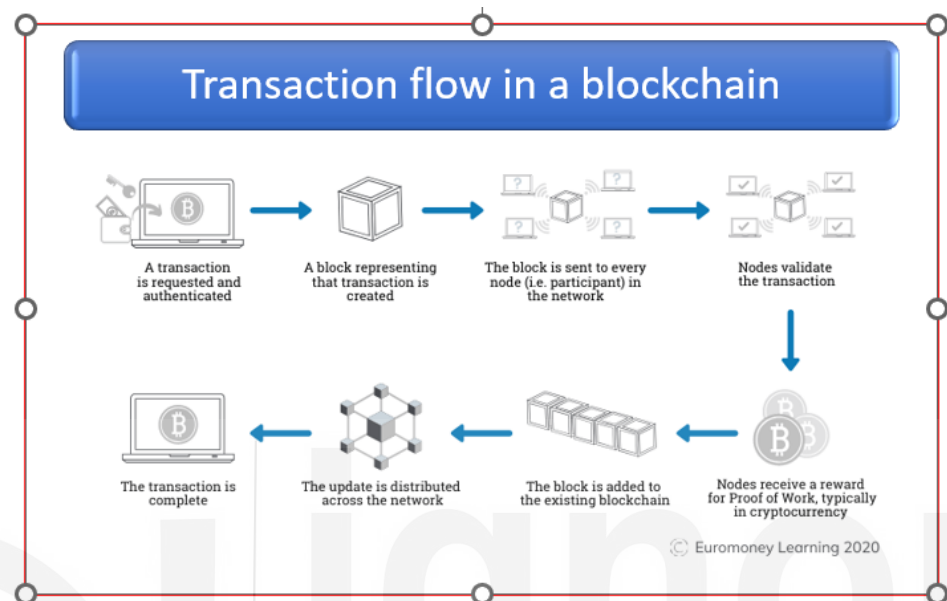 Transaction flow in a blockchain
A transaction
is requested and
authenticated
A block representing
that transaction is
created
The block is sent to every
node (i.e. participant) in
the network
Nodes validate
the transaction
Nodes receive a reward
for Proof of Work, typically
in cryptocurrency
The block is added to
the existing blockchain
The update is distributed
across the network
The transaction is
complete
© Euromoney Learning 2020